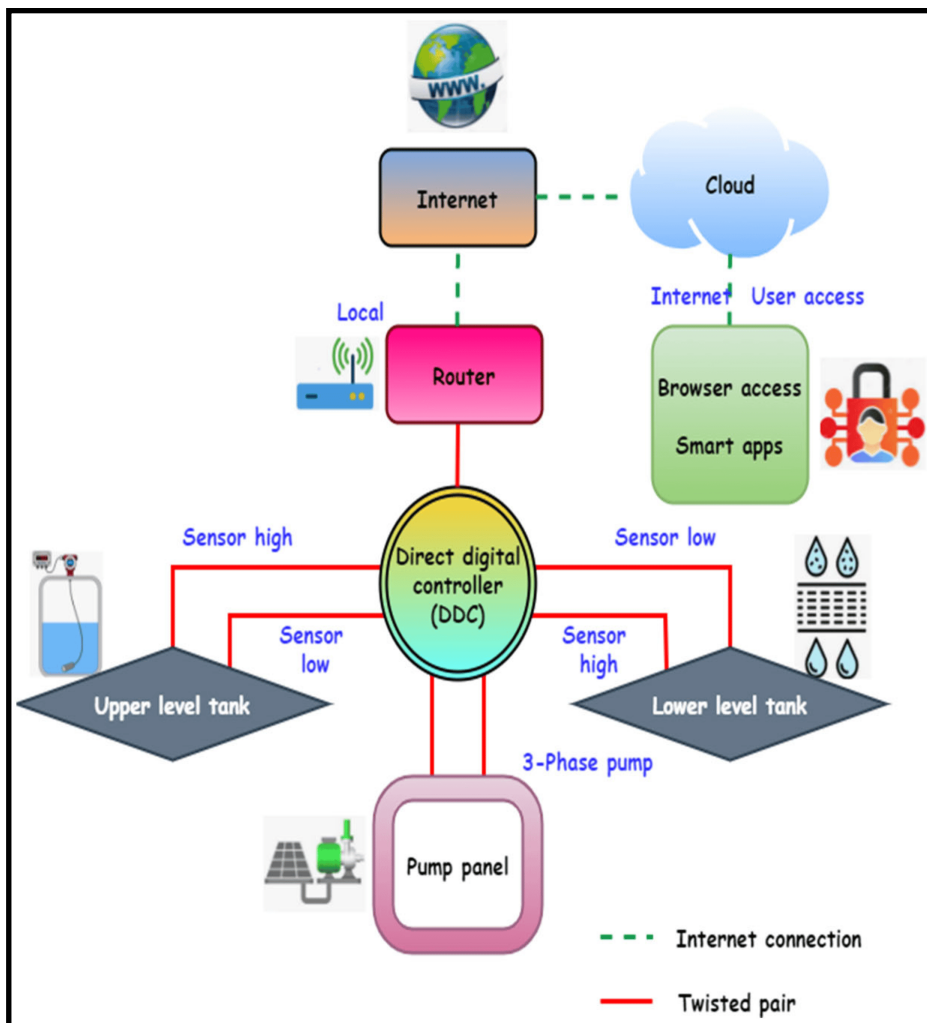 WWW.
Internet
Cloud
Internet User access
Local
Router
Browser access
Smart apps
Sensor high
Sensor low
Direct digital
controller
(DDC)
Sensor
low
Sensor
high
Upper level tank
Lower level tank
3-Phase pump
Pump panel
Internet connection
Twisted pair